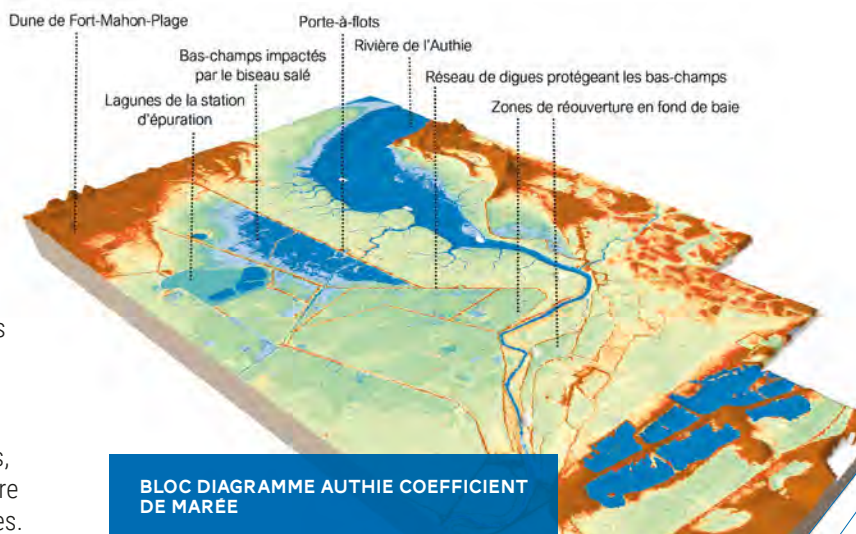 Dune de Fort-Mahon-Plage
Porte-à-flots
Rivière de l'Authie
Bas-champs impactés
par le biseau salé
Réseau de digues protégeant les bas-champs
Lagunes de la station
d'épuration
Zones de réouverture en fond de baie
BLOC DIAGRAMME AUTHIE COEFFICIENT
DE MARÉE